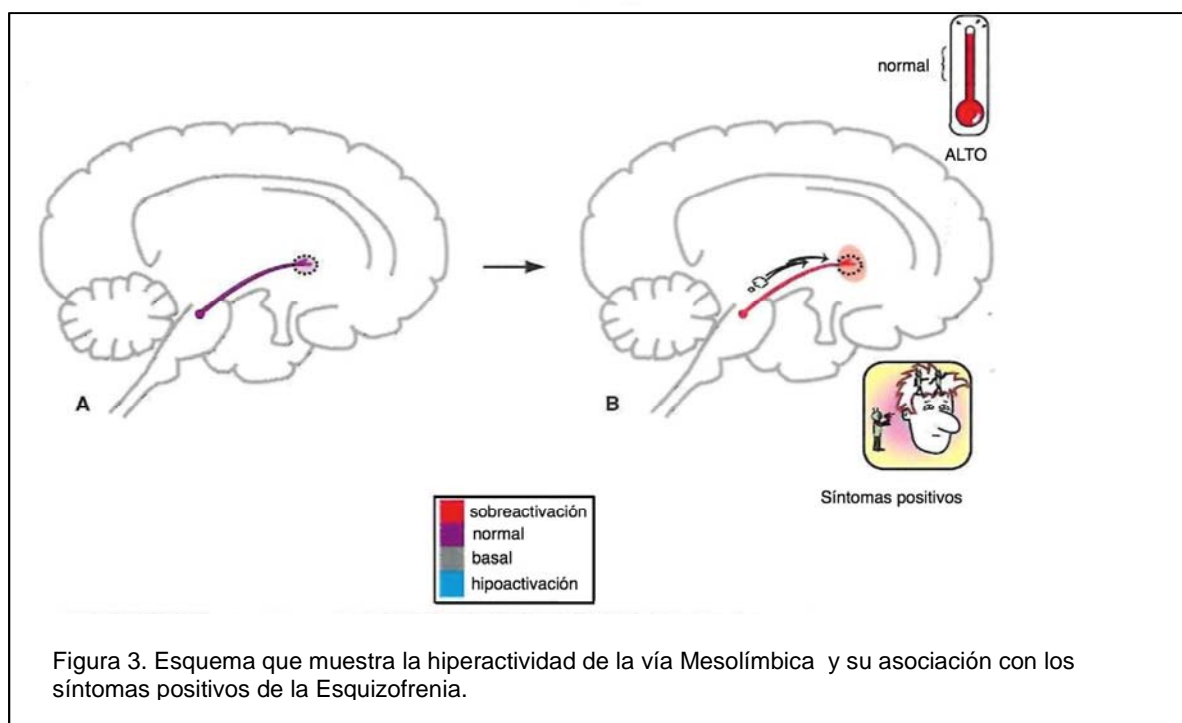 normal
ALTO
A
B
Síntomas positivos
sobreactivación
normal
basal
hipoactivación
Figura 3. Esquema que muestra la hiperactividad de la vía Mesolímbica y su asociación con los
síntomas positivos de la Esquizofrenia.